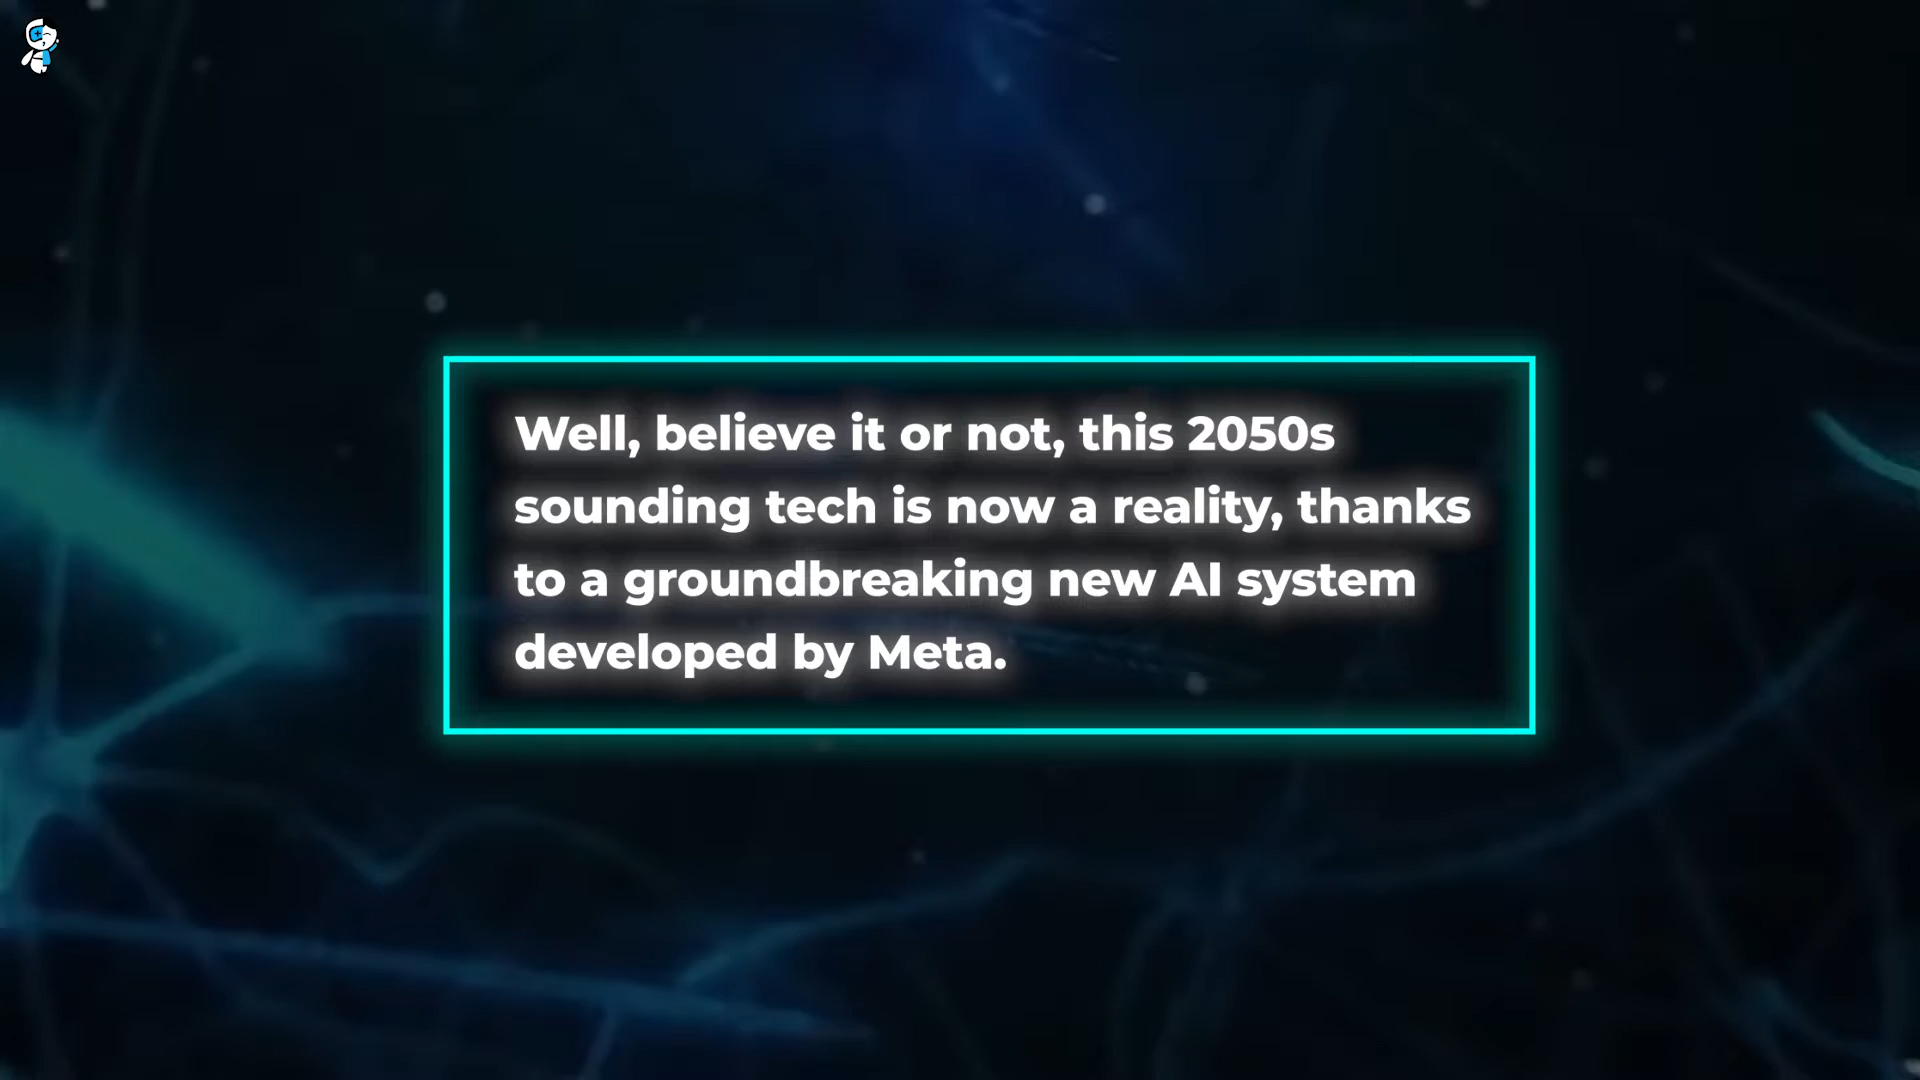 Well, believe it or not, this 2050s
sounding tech is now a reality, thanks
to a groundbreaking new AI system
developed by Meta.